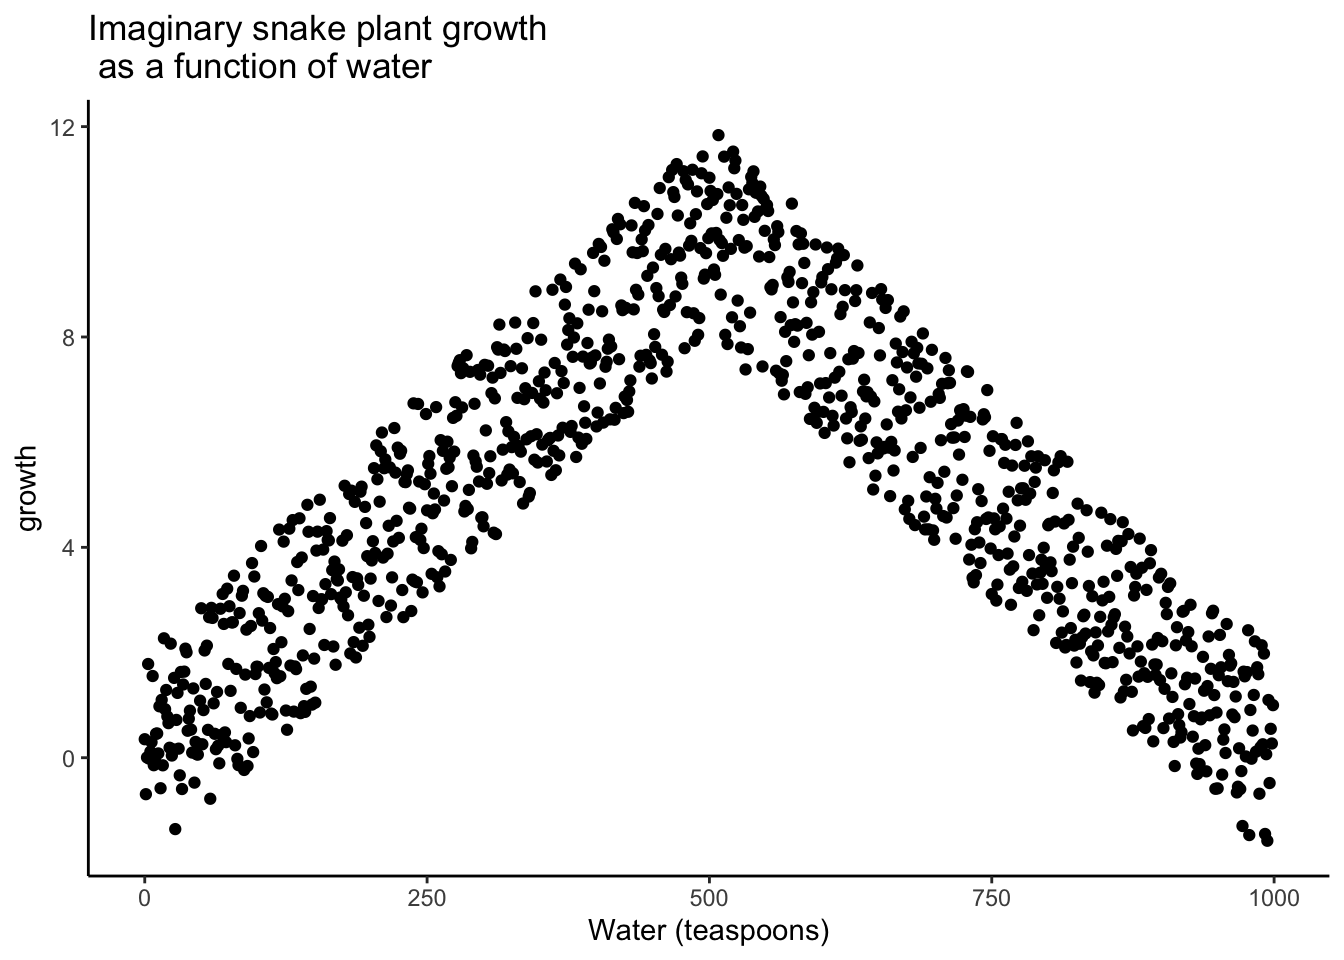 Imaginary snake plant growth
as a function of water
12
8
4
0
growth
0 250 500 750 1000
Water (teaspoons)